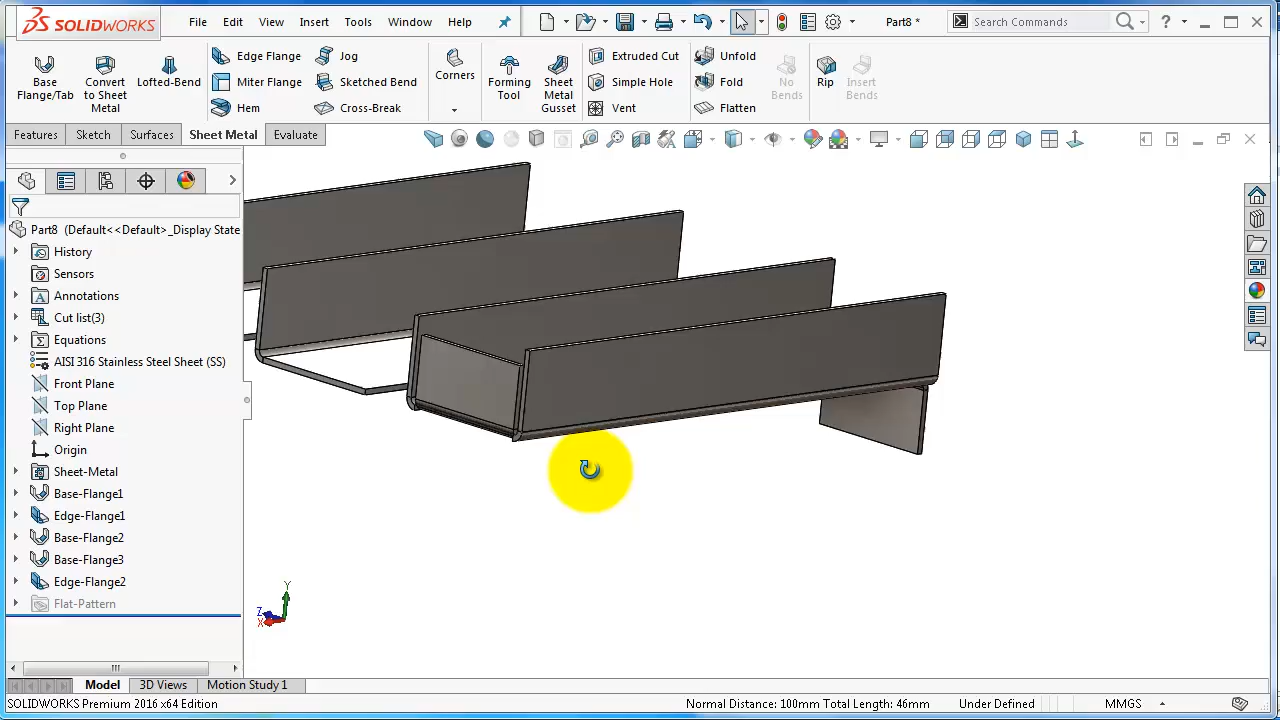 SOLIDWORKS File Edit View Insert Tools Window Help Part8 * Search Commands ?
Base Flange/Tab
Convert to Sheet Metal
Lofted-Bend
Edge Flange
Miter Flange
Hem
Jog
Sketched Bend
Cross-Break
Corners
Forming Tool
Sheet Metal Gusset
Extruded Cut
Simple Hole
Vent
Unfold
Fold
Flatten
No Bends
Rip
Insert Bends
Features Sketch Surfaces Sheet Metal Evaluate
Part8 (Default<<Default>_Display State
History
Sensors
Annotations
Cut list(3)
Equations
AISI 316 Stainless Steel Sheet (SS)
Front Plane
Top Plane
Right Plane
Origin
Sheet-Metal
Base-Flange1
Edge-Flange1
Base-Flange2
Base-Flange3
Edge-Flange2
Flat-Pattern
Y
Z
X
Model 3D Views Motion Study 1
SOLIDWORKS Premium 2016 x64 Edition Normal Distance: 100mm Total Length: 46mm Under Defined MMGS